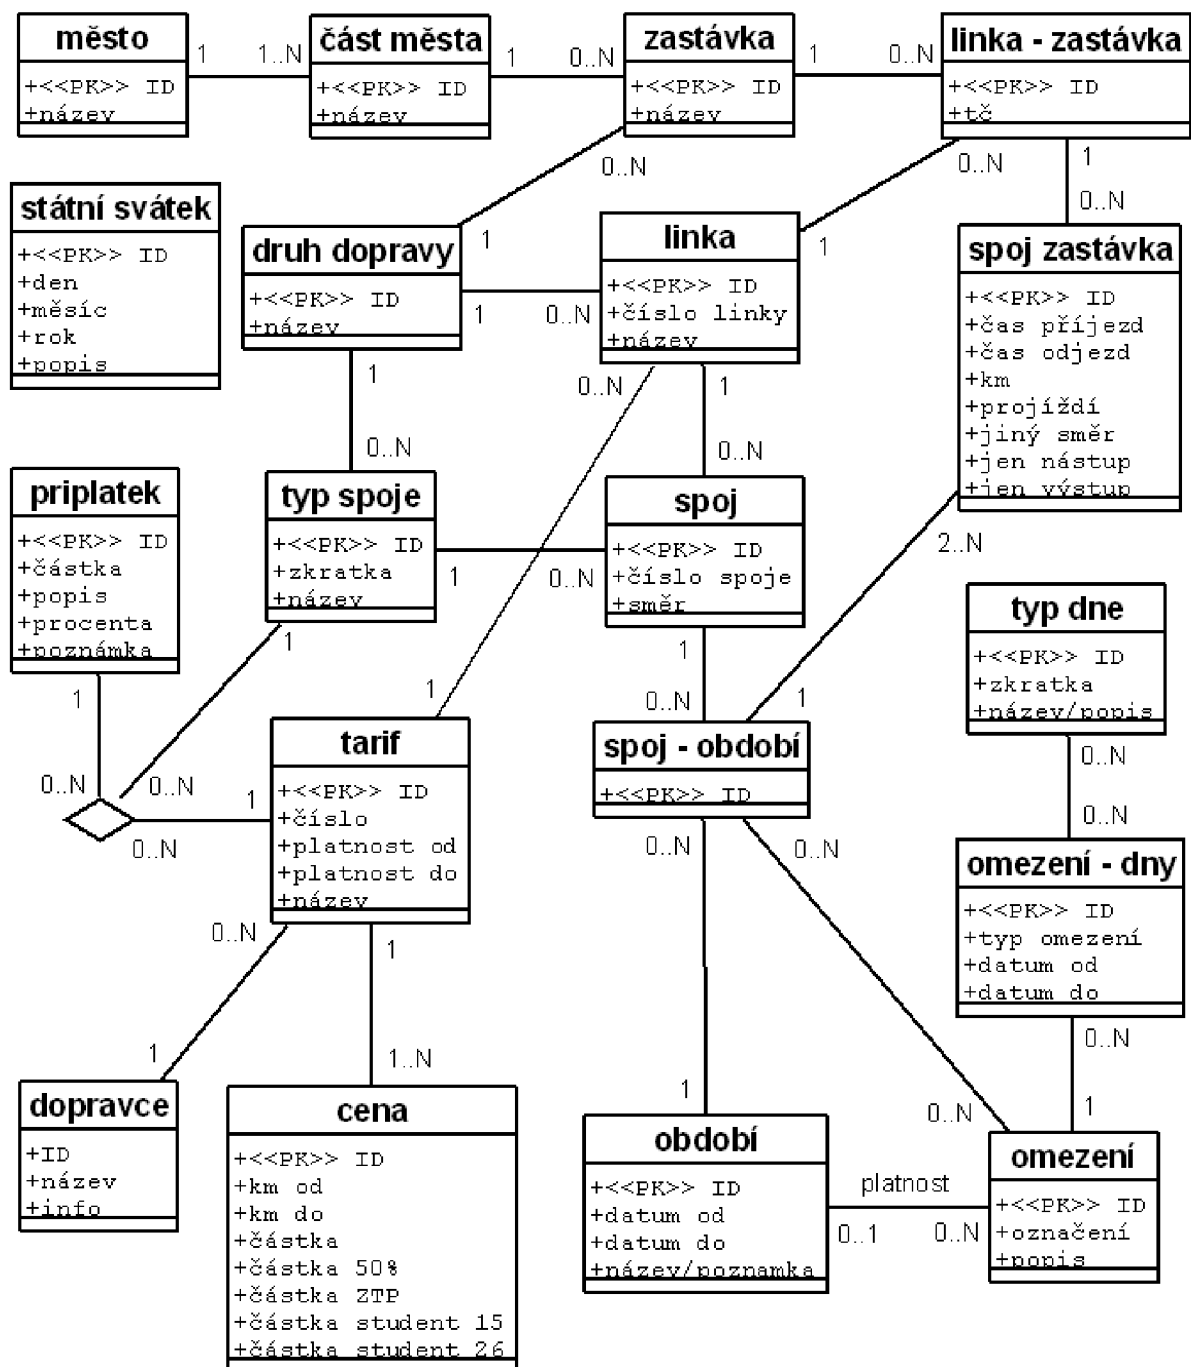 město
+<<PK>> ID
+název
1
1..N
část města
+<<PK>> ID
+název
1
0..N
zastávka
+<<PK>> ID
+název
1
0..N
linka - zastávka
+<<PK>> ID
+tč
0..N
1
0..N
0..N
1
1
státní svátek
+<<PK>> ID
+den
+měsíc
+rok
+popis
druh dopravy
+<<PK>> ID
+název
1
0..N
linka
+<<PK>> ID
+číslo linky
+název
spoj zastávka
+<<PK>> ID
+čas příjezd
+čas odjezd
+km
+projíždí
+jiný směr
+jen nástup
+jen výstup
1
0..N
0..N
1
0..N
2..N
priplatek
+<<PK>> ID
+částka
+popis
+procenta
+poznámka
typ spoje
+<<PK>> ID
+zkratka
+název
1
0..N
spoj
+<<PK>> ID
+číslo spoje
+směr
typ dne
+<<PK>> ID
+zkratka
+název/popis
1
1
1
1
0..N
1
0..N
0..N
0..N
1
0..N
tarif
+<<PK>> ID
+číslo
+platnost od
+platnost do
+název
spoj - období
+<<PK>> ID
0..N
0..N
0..N
0..N
omezení - dny
+<<PK>> ID
+typ omezení
+datum od
+datum do
0..N
1
1
1..N
1
0..N
0..N
1
dopravce
+ID
+název
+info
cena
+<<PK>> ID
+km od
+km do
+částka
+částka 50%
+částka ZTP
+částka student 15
+částka student 26
období
+<<PK>> ID
+datum od
+datum do
+název/poznamka
platnost
0..1
0..N
omezení
+<<PK>> ID
+označení
+popis